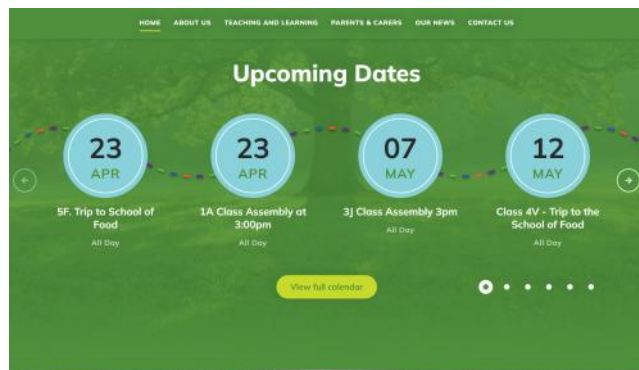 HOME ABOUT US TEACHING AND LEARNING PARENTS & CARERS OUR NEWS CONTACT US
Upcoming Dates
23
APR
5F. Trip to School of
Food
All Day
23
APR
1A Class Assembly at
3:00pm
All Day
07
MAY
3J Class Assembly 3pm
All Day
12
MAY
Class 4V - Trip to the
School of Food
All Day
View full calendar